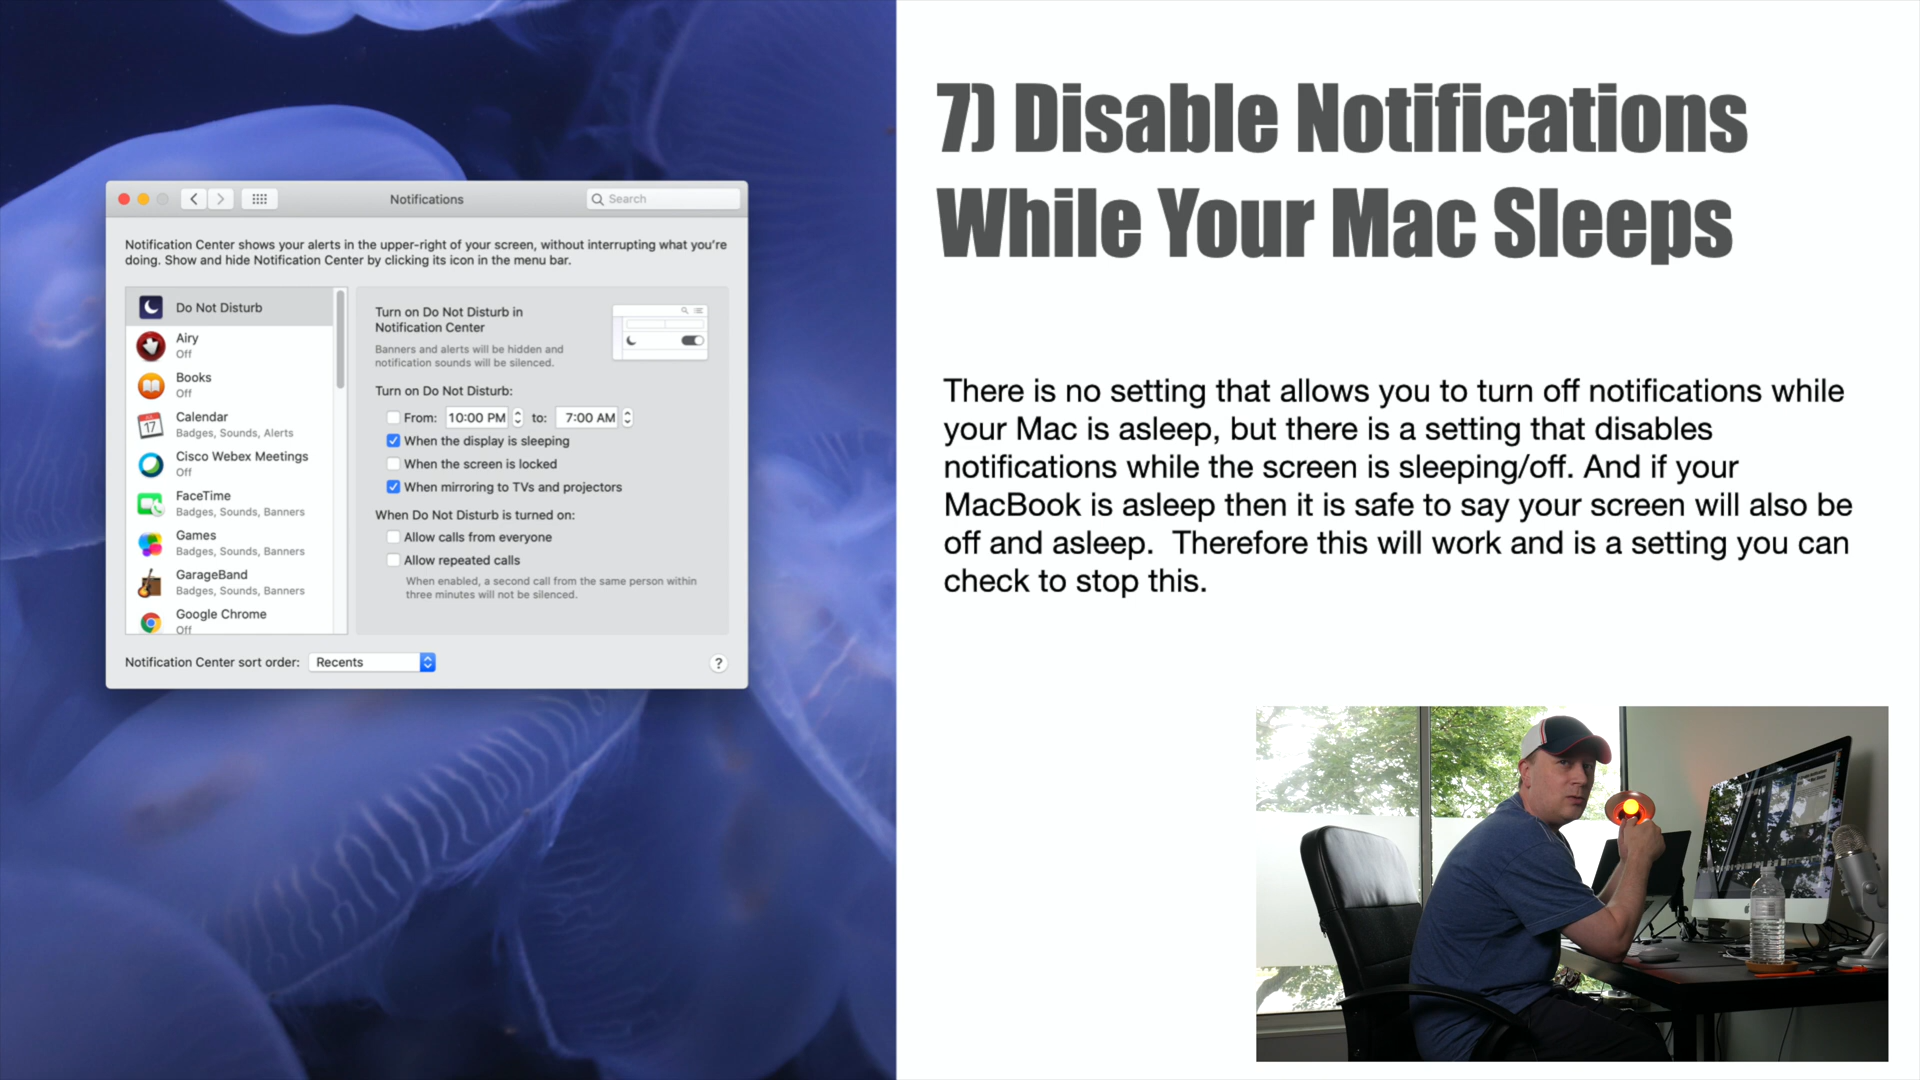 7) Disable Notifications
While Your Mac Sleeps
Notifications
Search
Notification Center shows your alerts in the upper-right of your screen, without interrupting what you're
doing. Show and hide Notification Center by clicking its icon in the menu bar.
Do Not Disturb
Airy
Off
Books
Off
Calendar
Badges, Sounds, Alerts
Cisco Webex Meetings
Off
FaceTime
Badges, Sounds, Banners
Games
Badges, Sounds, Banners
GarageBand
Badges, Sounds, Banners
Google Chrome
Off
17
Turn on Do Not Disturb in
Notification Center
Banners and alerts will be hidden and
notification sounds will be silenced.
Turn on Do Not Disturb:
From: 10:00 PM to: 7:00 AM
When the display is sleeping
When the screen is locked
When mirroring to TVs and projectors
When Do Not Disturb is turned on:
Allow calls from everyone
Allow repeated calls
When enabled, a second call from the same person within
three minutes will not be silenced.
Notification Center sort order: Recents
?
There is no setting that allows you to turn off notifications while
your Mac is asleep, but there is a setting that disables
notifications while the screen is sleeping/off. And if your
MacBook is asleep then it is safe to say your screen will also be
off and asleep. Therefore this will work and is a setting you can
check to stop this.